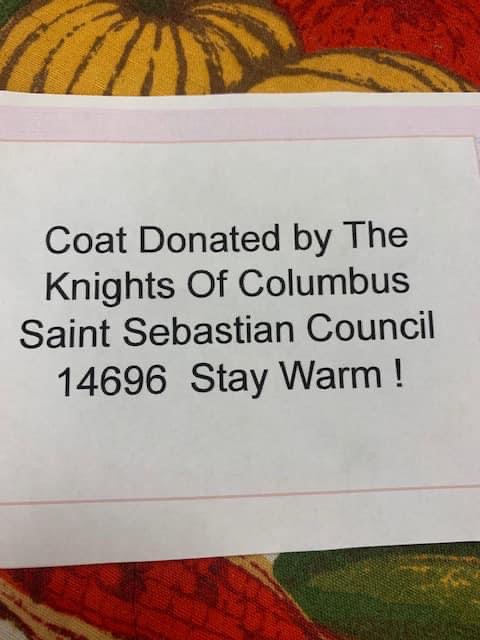 Coat Donated by The
Knights Of Columbus
Saint Sebastian Council
14696 Stay Warm !